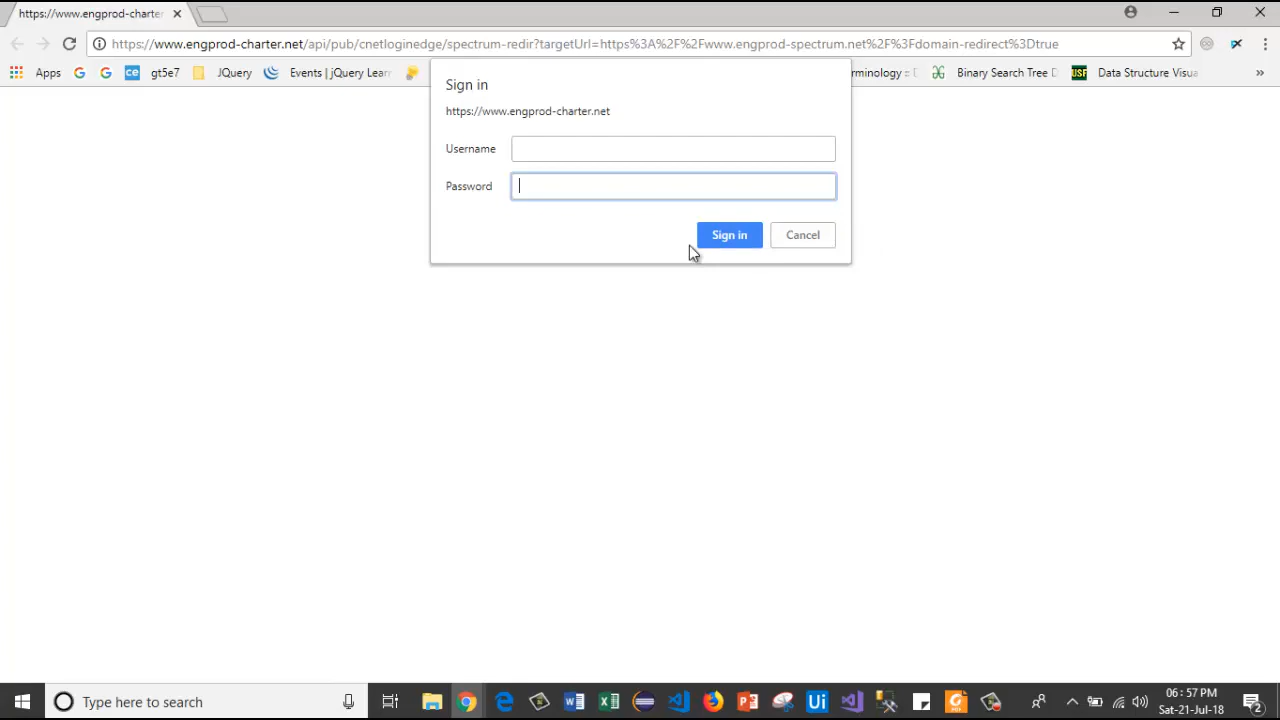 https://www.engprod-charter
https://www.engprod-charter.net/api/pub/cnetloginedge/spectrum-redir?targetUrl=https%3A%2F%2Fwww.engprod-spectrum.net%2F%3Fdomain-redirect%3Dtrue
Apps gt5e7 JQuery Events | jQuery Lear rminology = Binary Search Tree Data Structure Visua »
Sign in
https://www.engprod-charter.net
Username
Password
Sign in Cancel
Type here to search
06:57 PM
Sat-21-Jul-18
2